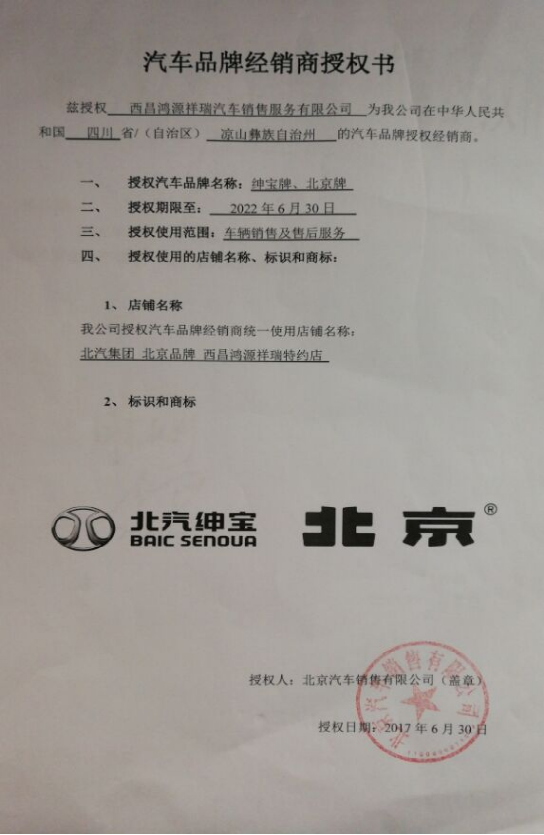 汽车品牌经销商授权书
兹授权 西昌鸿源祥瑞汽车销售服务有限公司 为我公司在中华人民共
和国 四川 省/（自治区） 凉山彝族自治州 的汽车品牌授权经销商。
一、 授权汽车品牌名称：绅宝牌、北京牌
二、 授权期限至： 2022 年 6 月 30 日
三、 授权使用范围：车辆销售及售后服务
四、 授权使用的店铺名称、标识和商标：
1、 店铺名称
我公司授权汽车品牌经销商统一使用店铺名称：
北汽集团 北京品牌 西昌鸿源祥瑞特约店
2、 标识和商标
北汽绅宝
BAIC SENOVA
北京®
北京汽车销售有限公司
授权人：北京汽车销售有限公司（盖章）
授权日期：2017 年 6 月 30 日